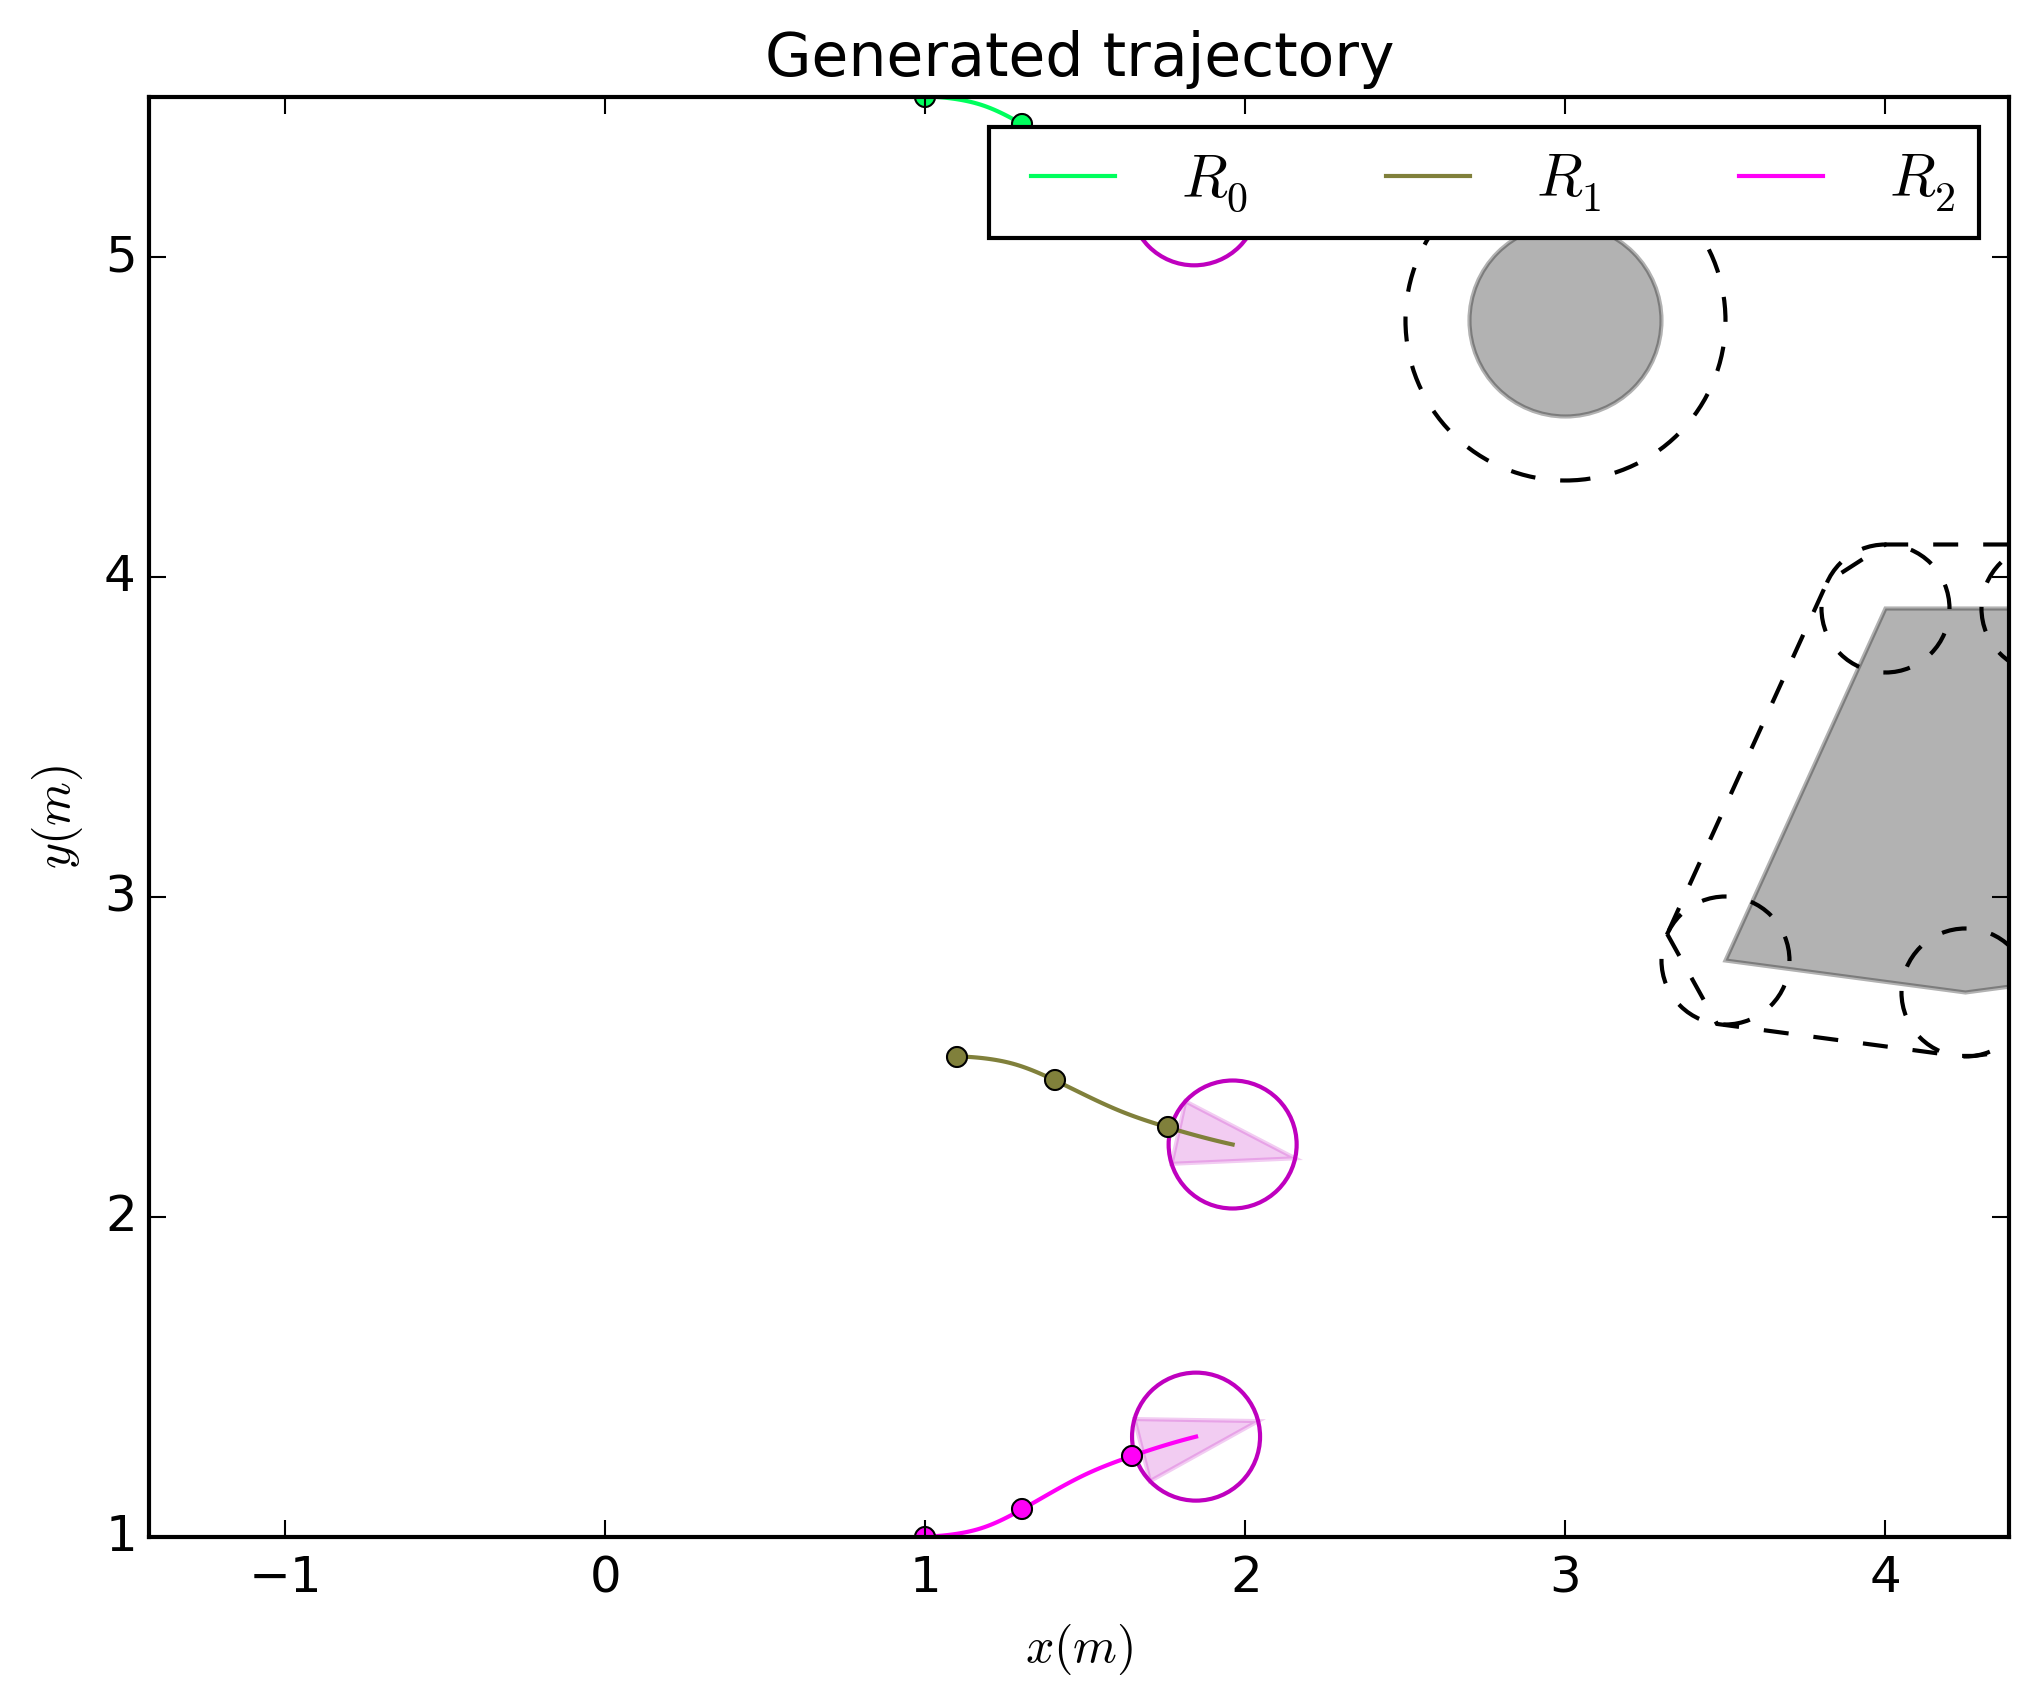 Generated trajectory
R₀ R₁ R₂
5
4
3
2
1
y(m)
−1 0 1 2 3 4
x(m)